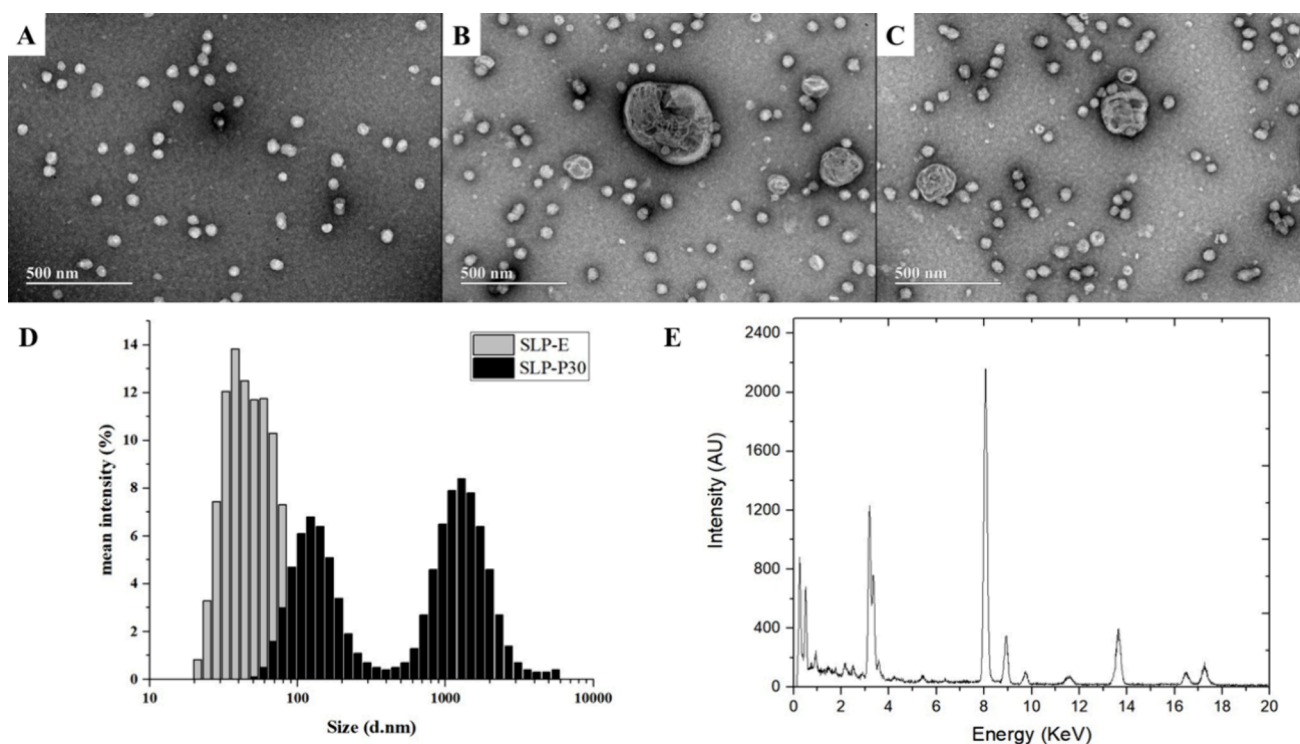 A
B
C
500 nm
500 nm
500 nm
D
SLP-E
SLP-P30
14
12
10
8
6
4
2
0
mean intensity (%)
10
100
1000
10000
Size (d.nm)
E
2400
2000
1600
1200
800
400
0
Intensity (AU)
0
2
4
6
8
10
12
14
16
18
20
Energy (KeV)